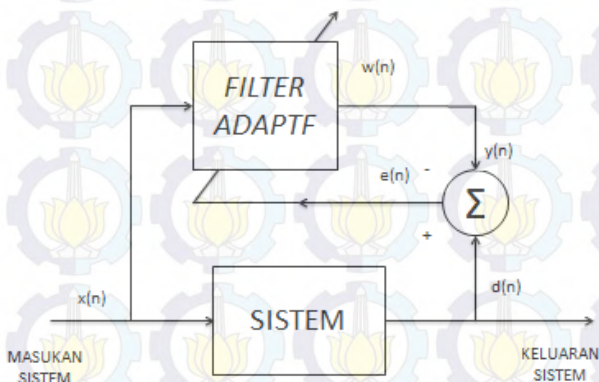 FILTER
ADAPTF
w(n)
y(n)
e(n)
-
Σ
+
x(n)
SISTEM
d(n)
MASUKAN
SISTEM
KELUARAN
SISTEM